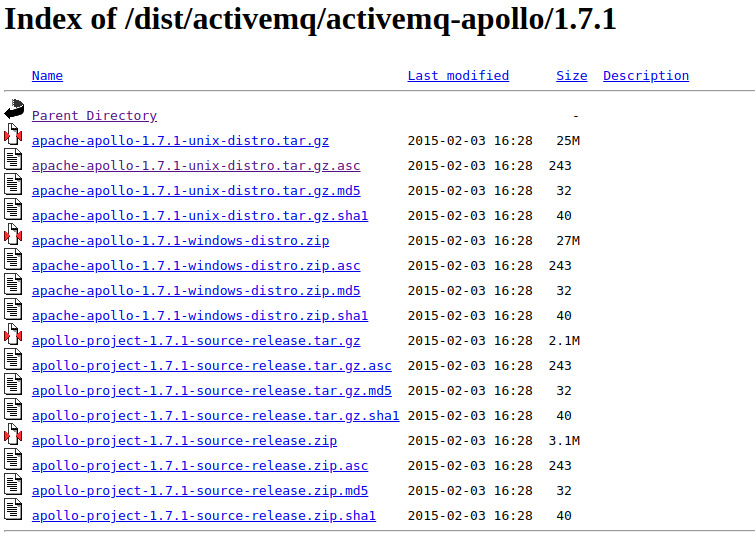 Index of /dist/activemq/activemq-apollo/1.7.1
Name Last modified Size Description
Parent Directory -
apache-apollo-1.7.1-unix-distro.tar.gz 2015-02-03 16:28 25M
apache-apollo-1.7.1-unix-distro.tar.gz.asc 2015-02-03 16:28 243
apache-apollo-1.7.1-unix-distro.tar.gz.md5 2015-02-03 16:28 32
apache-apollo-1.7.1-unix-distro.tar.gz.sha1 2015-02-03 16:28 40
apache-apollo-1.7.1-windows-distro.zip 2015-02-03 16:28 27M
apache-apollo-1.7.1-windows-distro.zip.asc 2015-02-03 16:28 243
apache-apollo-1.7.1-windows-distro.zip.md5 2015-02-03 16:28 32
apache-apollo-1.7.1-windows-distro.zip.sha1 2015-02-03 16:28 40
apollo-project-1.7.1-source-release.tar.gz 2015-02-03 16:28 2.1M
apollo-project-1.7.1-source-release.tar.gz.asc 2015-02-03 16:28 243
apollo-project-1.7.1-source-release.tar.gz.md5 2015-02-03 16:28 32
apollo-project-1.7.1-source-release.tar.gz.sha1 2015-02-03 16:28 40
apollo-project-1.7.1-source-release.zip 2015-02-03 16:28 3.1M
apollo-project-1.7.1-source-release.zip.asc 2015-02-03 16:28 243
apollo-project-1.7.1-source-release.zip.md5 2015-02-03 16:28 32
apollo-project-1.7.1-source-release.zip.sha1 2015-02-03 16:28 40